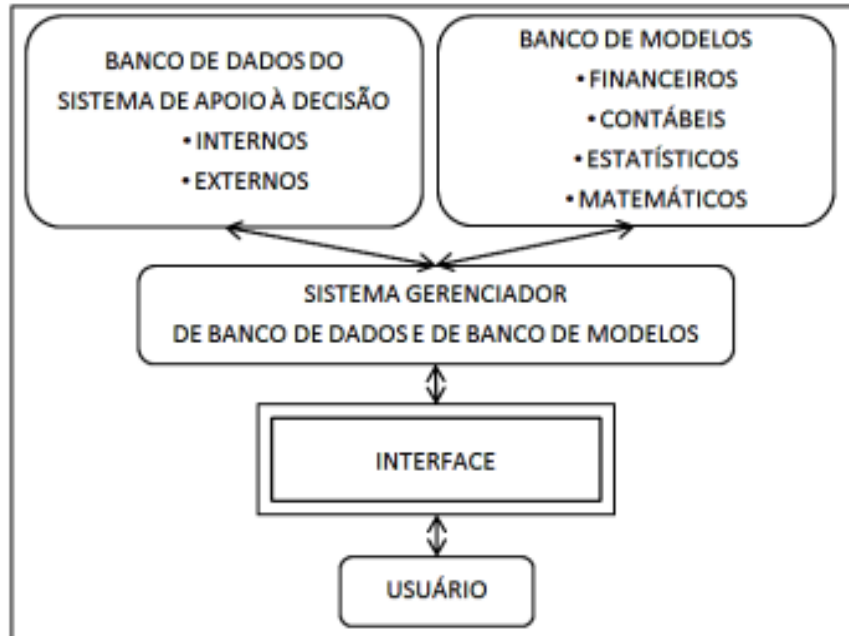 BANCO DE DADOS DO
SISTEMA DE APOIO À DECISÃO
• INTERNOS
• EXTERNOS
BANCO DE MODELOS
• FINANCEIROS
• CONTÁBEIS
• ESTATÍSTICOS
• MATEMÁTICOS
SISTEMA GERENCIADOR
DE BANCO DE DADOS E DE BANCO DE MODELOS
INTERFACE
USUÁRIO